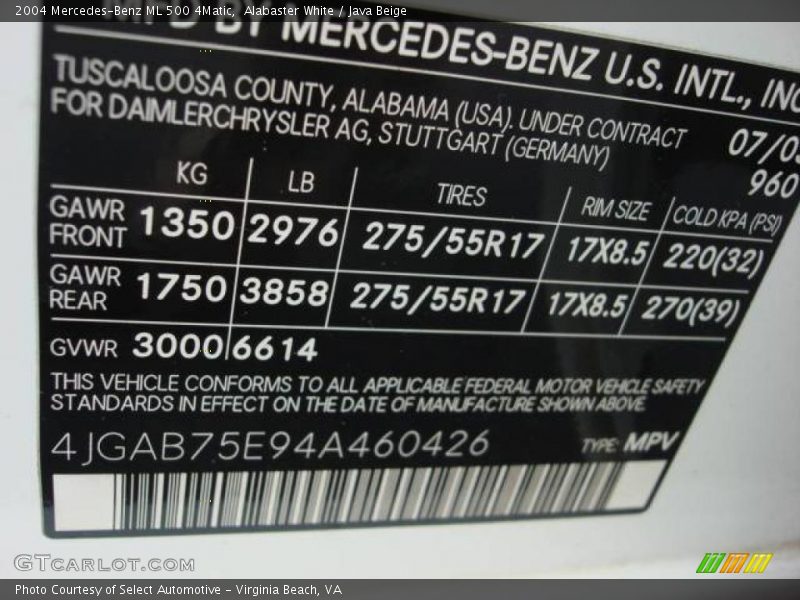 2004 Mercedes-Benz ML 500 4Matic,  Alabaster White / Java Beige
BY MERCEDES-BENZ U.S. INTL., INC
TUSCALOOSA COUNTY, ALABAMA (USA). UNDER CONTRACT
FOR DAIMLERCHRYSLER AG, STUTTGART (GERMANY)
07/03
960
KG LB TIRES RIM SIZE COLD KPA (PSI)
GAWR FRONT 1350 2976 275/55R17 17X8.5 220(32)
GAWR REAR 1750 3858 275/55R17 17X8.5 270(39)
GVWR 3000 6614
THIS VEHICLE CONFORMS TO ALL APPLICABLE FEDERAL MOTOR VEHICLE SAFETY
STANDARDS IN EFFECT ON THE DATE OF MANUFACTURE SHOWN ABOVE.
4JGAB75E94A460426 TYPE: MPV
GTCARLOT.COM
Photo Courtesy of Select Automotive - Virginia Beach, VA